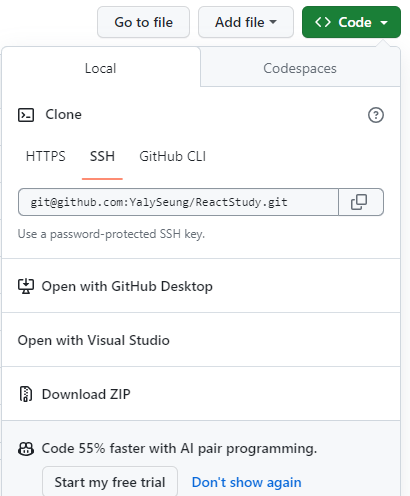 Go to file Add file <> Code
Local Codespaces
Clone
HTTPS SSH GitHub CLI
git@github.com:YalySeung/ReactStudy.git
Use a password-protected SSH key.
Open with GitHub Desktop
Open with Visual Studio
Download ZIP
Code 55% faster with AI pair programming.
Start my free trial Don't show again